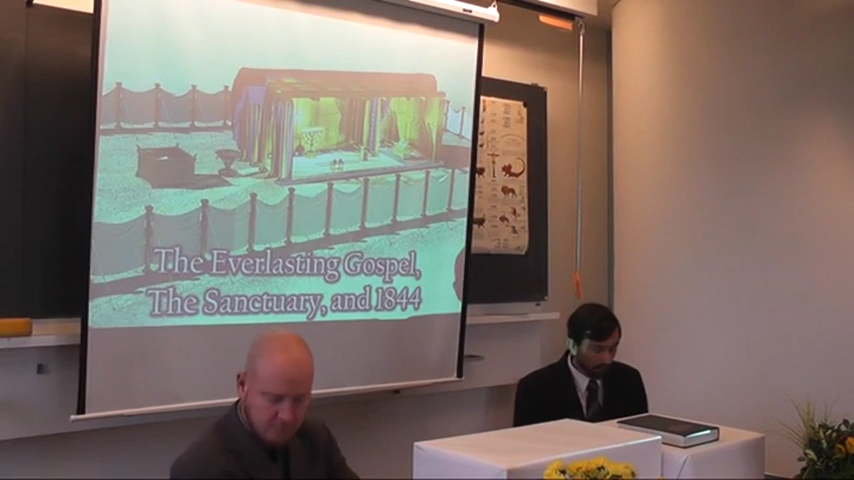 The Everlasting Gospel,
The Sanctuary, and 1844